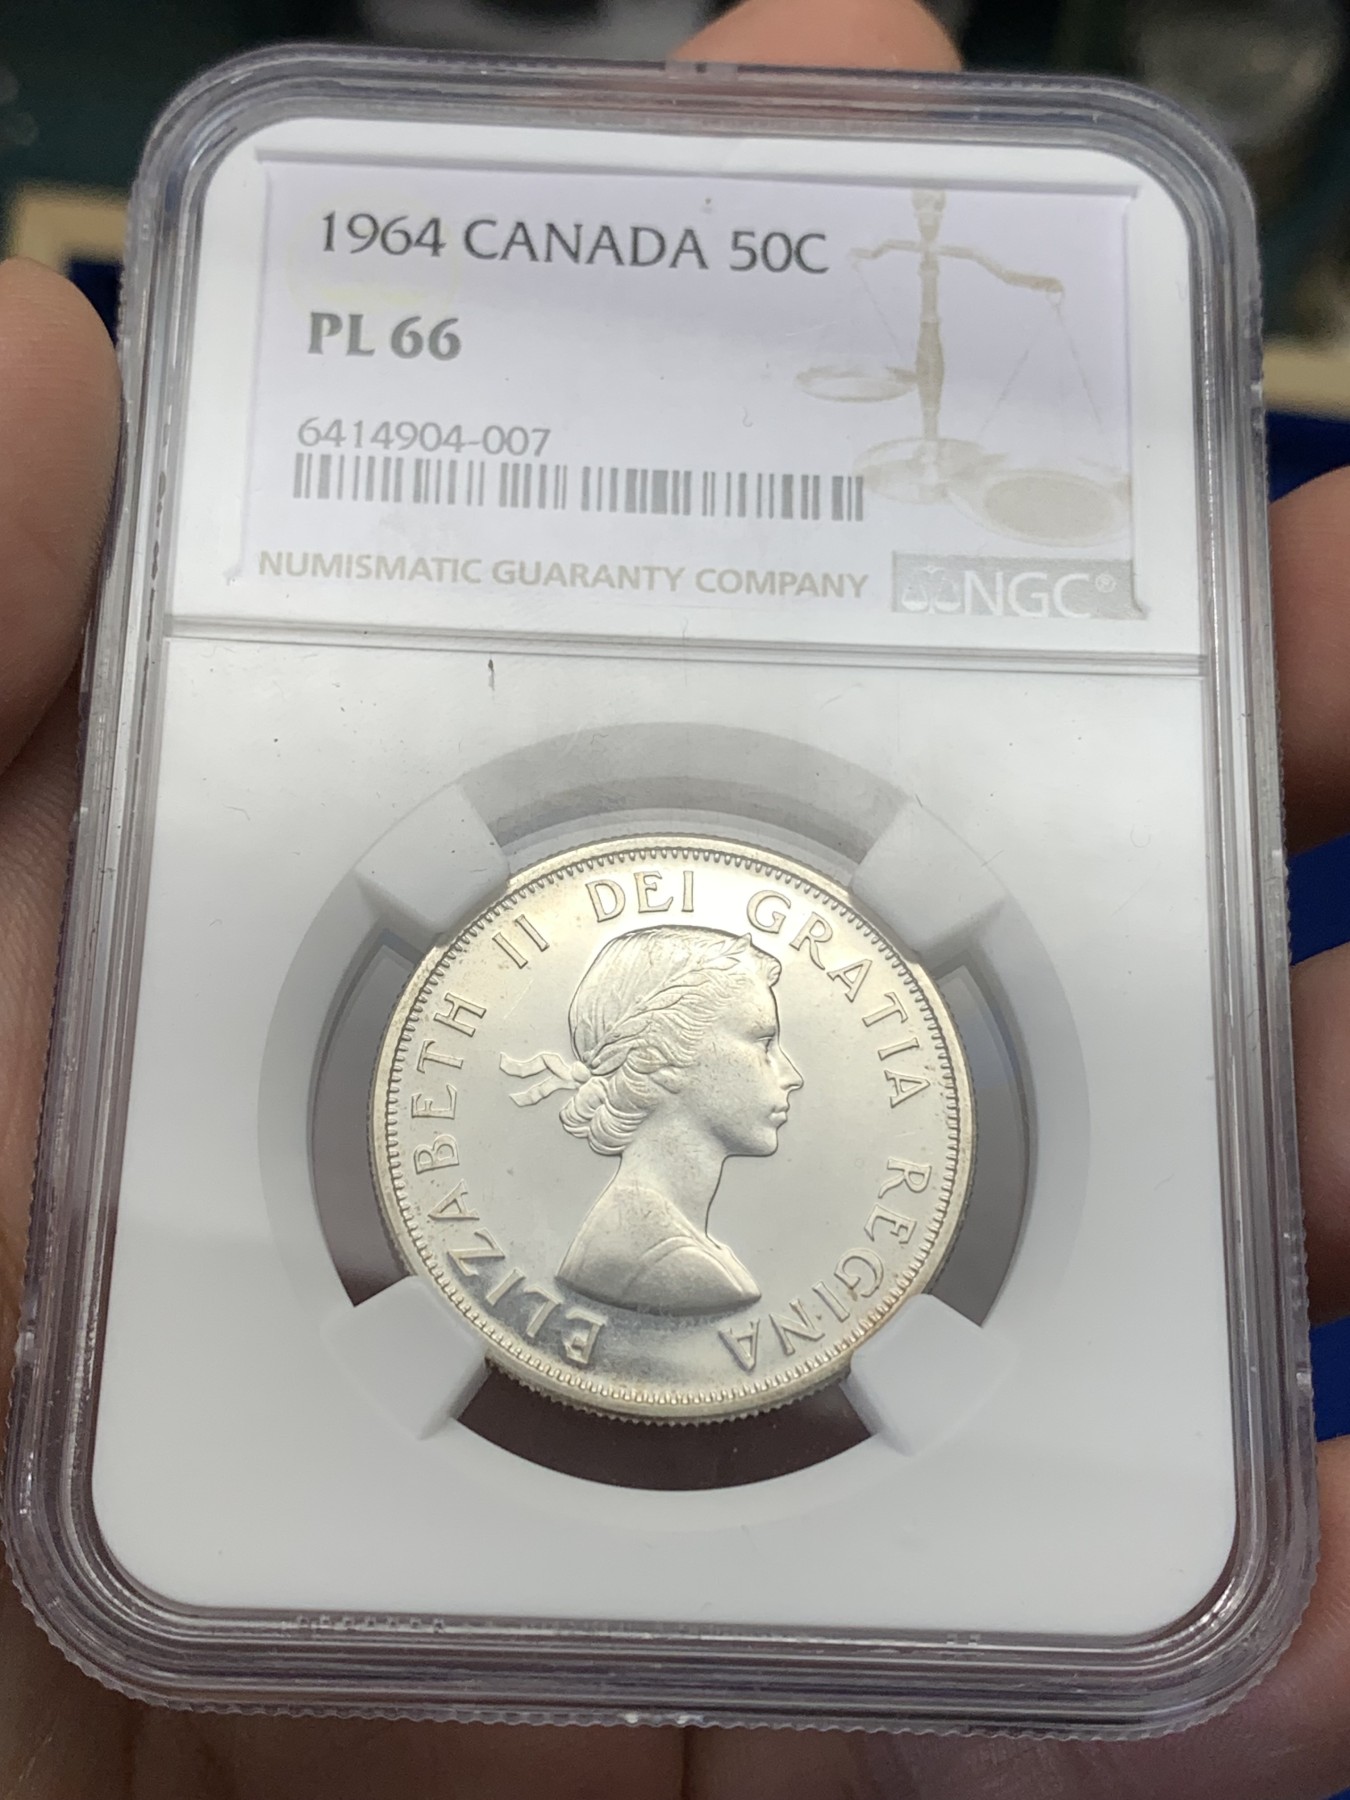 1964 CANADA 50C
PL 66
6414904-007
NUMISMATIC GUARANTY COMPANY
NGC®
ELIZABETH II DEI GRATIA REGINA